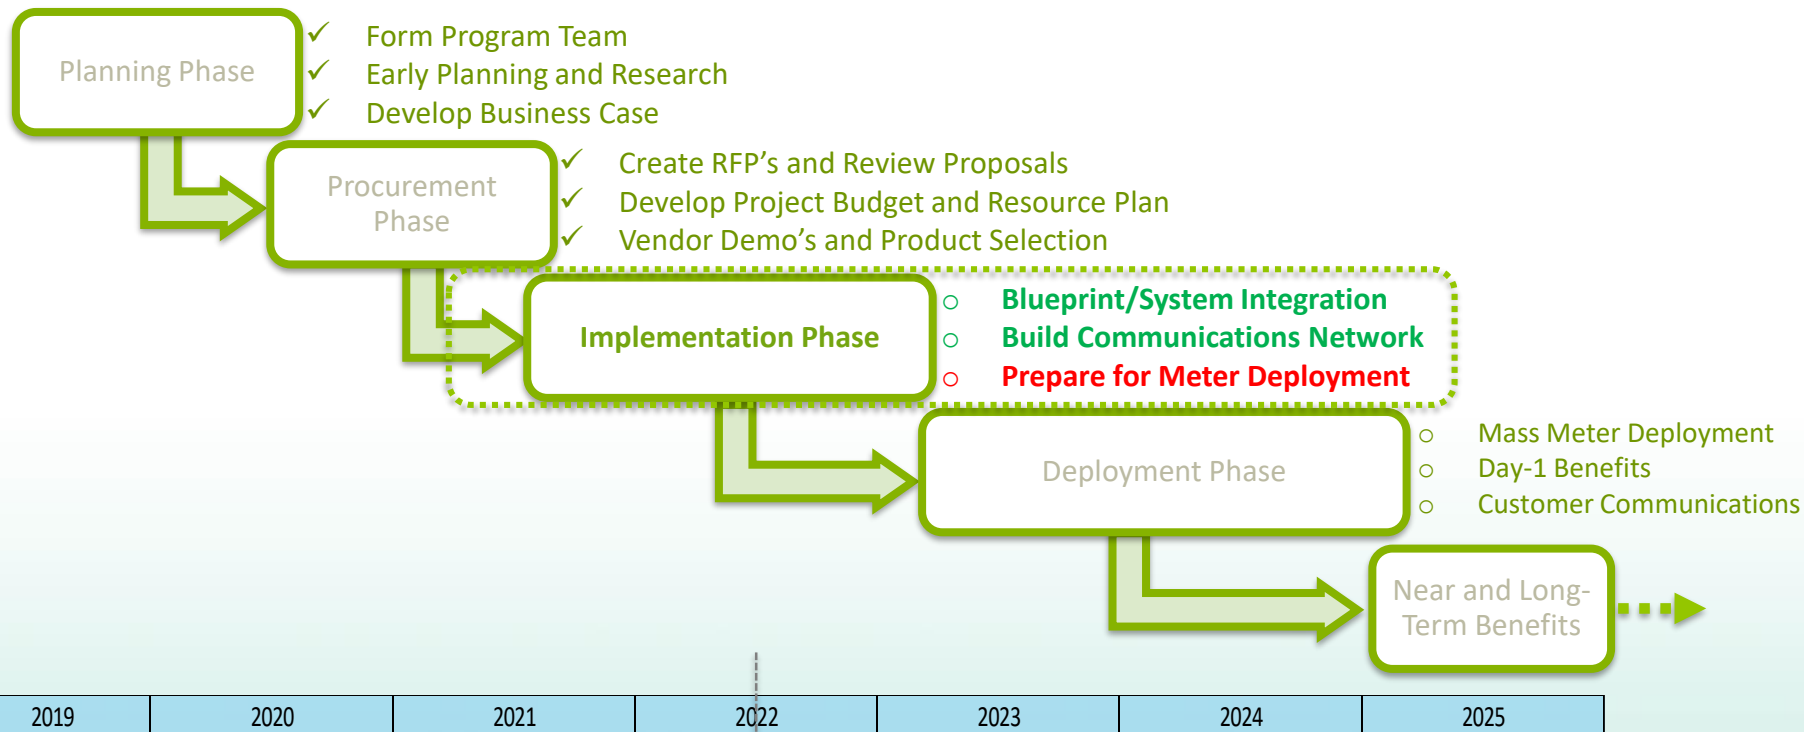 Planning Phase
✓ Form Program Team
✓ Early Planning and Research
✓ Develop Business Case
Procurement
Phase
✓ Create RFP's and Review Proposals
✓ Develop Project Budget and Resource Plan
✓ Vendor Demo’s and Product Selection
Implementation Phase
o Blueprint/System Integration
o Build Communications Network
o Prepare for Meter Deployment
Deployment Phase
o Mass Meter Deployment
o Day-1 Benefits
o Customer Communications
Near and Long-
Term Benefits
2019 2020 2021 2022 2023 2024 2025